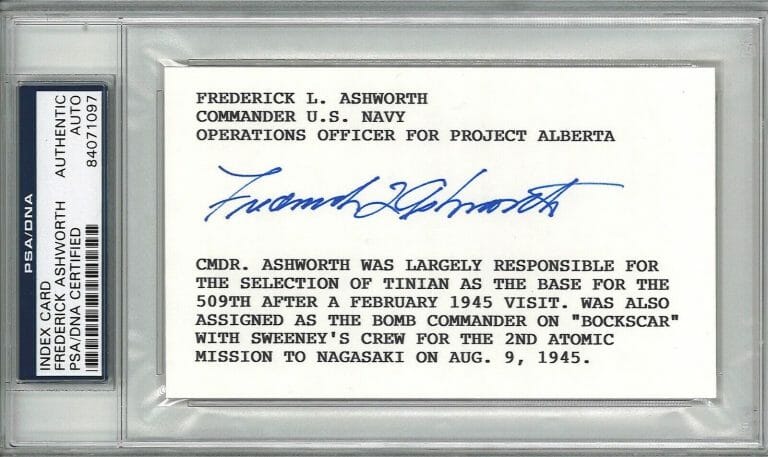 PSA/DNA
INDEX CARD
FREDERICK ASHWORTH
PSA/DNA CERTIFIED
AUTHENTIC
AUTO
84071097
FREDERICK L. ASHWORTH
COMMANDER U.S. NAVY
OPERATIONS OFFICER FOR PROJECT ALBERTA
Frederick L Ashworth
CMDR. ASHWORTH WAS LARGELY RESPONSIBLE FOR
THE SELECTION OF TINIAN AS THE BASE FOR THE
509TH AFTER A FEBRUARY 1945 VISIT. WAS ALSO
ASSIGNED AS THE BOMB COMMANDER ON "BOCKSCAR"
WITH SWEENEY'S CREW FOR THE 2ND ATOMIC
MISSION TO NAGASAKI ON AUG. 9, 1945.